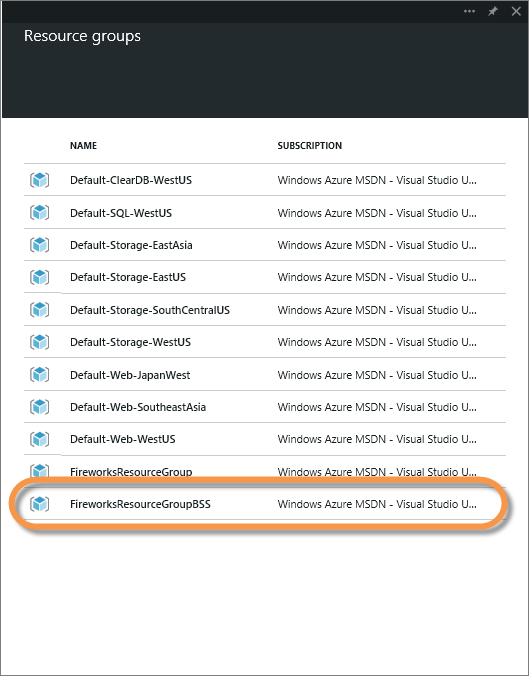 Resource groups
NAME SUBSCRIPTION
Default-ClearDB-WestUS Windows Azure MSDN - Visual Studio U...
Default-SQL-WestUS Windows Azure MSDN - Visual Studio U...
Default-Storage-EastAsia Windows Azure MSDN - Visual Studio U...
Default-Storage-EastUS Windows Azure MSDN - Visual Studio U...
Default-Storage-SouthCentralUS Windows Azure MSDN - Visual Studio U...
Default-Storage-WestUS Windows Azure MSDN - Visual Studio U...
Default-Web-JapanWest Windows Azure MSDN - Visual Studio U...
Default-Web-SoutheastAsia Windows Azure MSDN - Visual Studio U...
Default-Web-WestUS Windows Azure MSDN - Visual Studio U...
FireworksResourceGroup Windows Azure MSDN - Visual Studio U...
FireworksResourceGroupBSS Windows Azure MSDN - Visual Studio U...